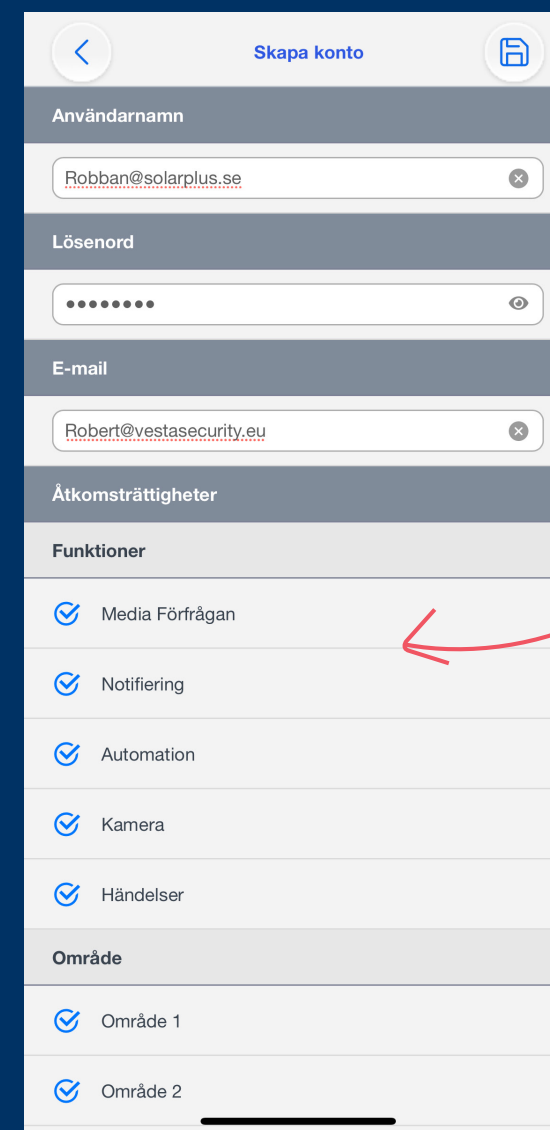 Skapa konto
Användarnamn
Robban@solarplus.se
Lösenord
E-mail
Robert@vestasecurity.eu
Åtkomsträttigheter
Funktioner
Media Förfrågan
Notifiering
Automation
Kamera
Händelser
Område
Område 1
Område 2